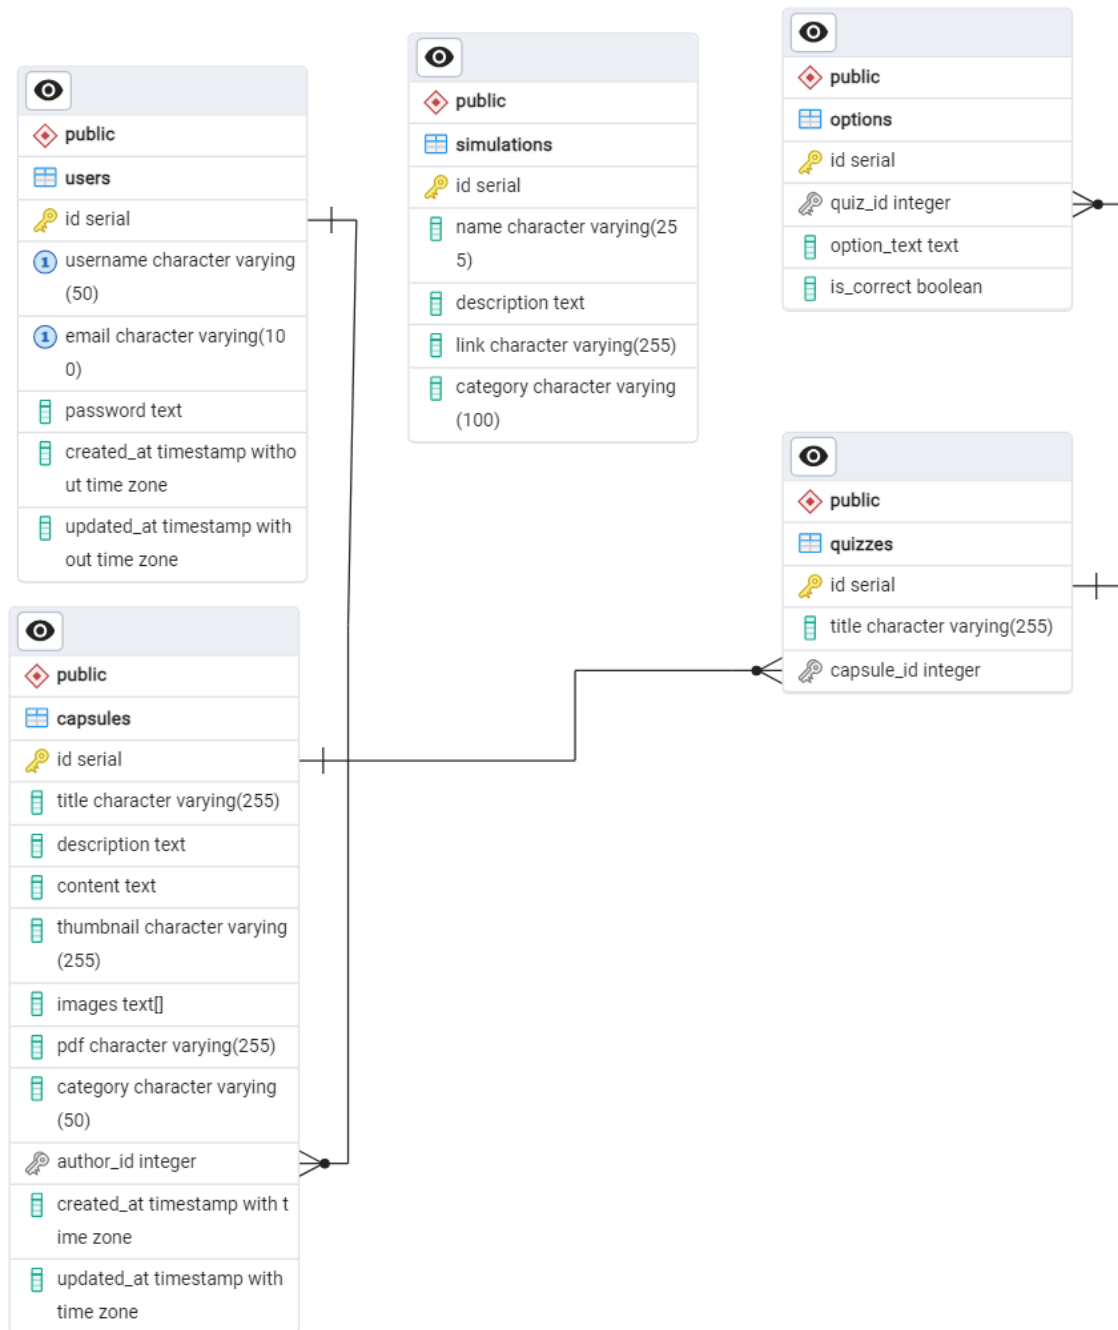 public
users
id serial
1 username character varying
(50)
1 email character varying(10
0)
password text
created_at timestamp witho
ut time zone
updated_at timestamp with
out time zone
public
capsules
id serial
title character varying(255)
description text
content text
thumbnail character varying
(255)
images text[]
pdf character varying(255)
category character varying
(50)
author_id integer
created_at timestamp with t
ime zone
updated_at timestamp with
time zone
public
simulations
id serial
name character varying(25
5)
description text
link character varying(255)
category character varying
(100)
public
options
id serial
quiz_id integer
option_text text
is_correct boolean
public
quizzes
id serial
title character varying(255)
capsule_id integer